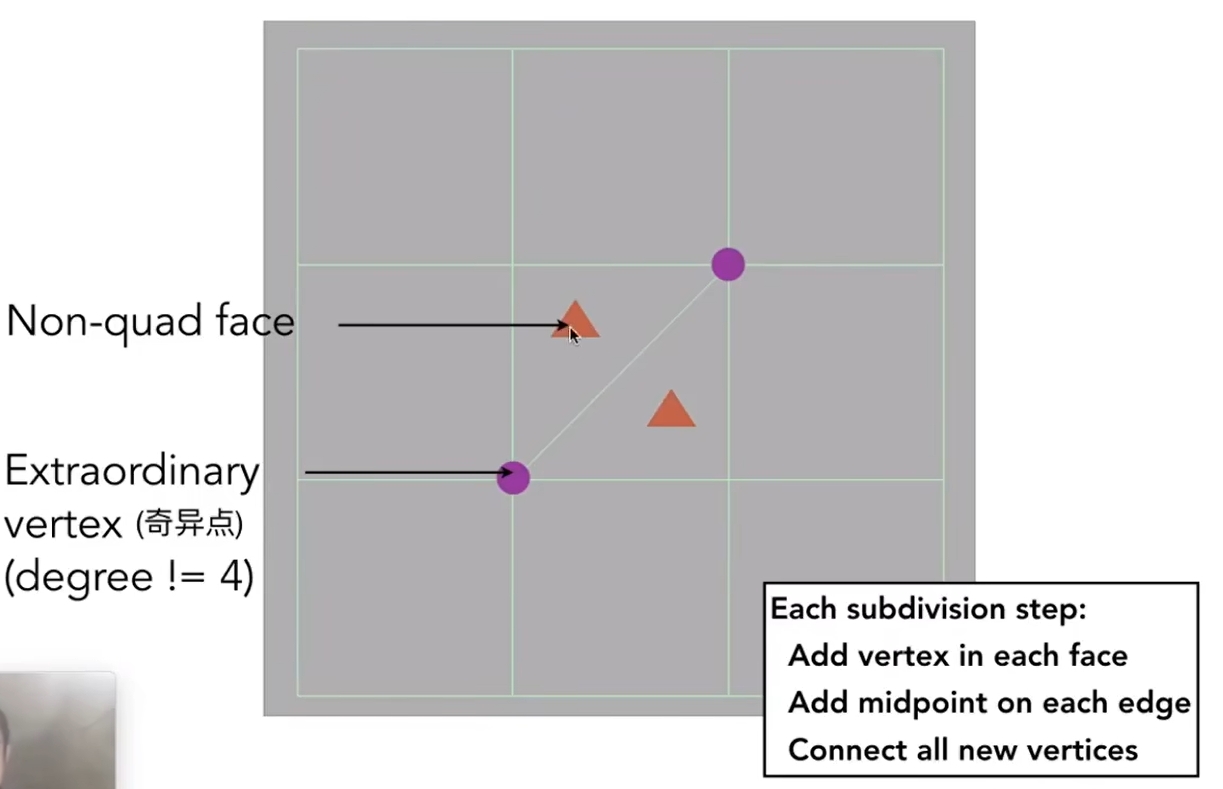 Non-quad face
Extraordinary
vertex (奇异点)
(degree != 4)
Each subdivision step:
Add vertex in each face
Add midpoint on each edge
Connect all new vertices